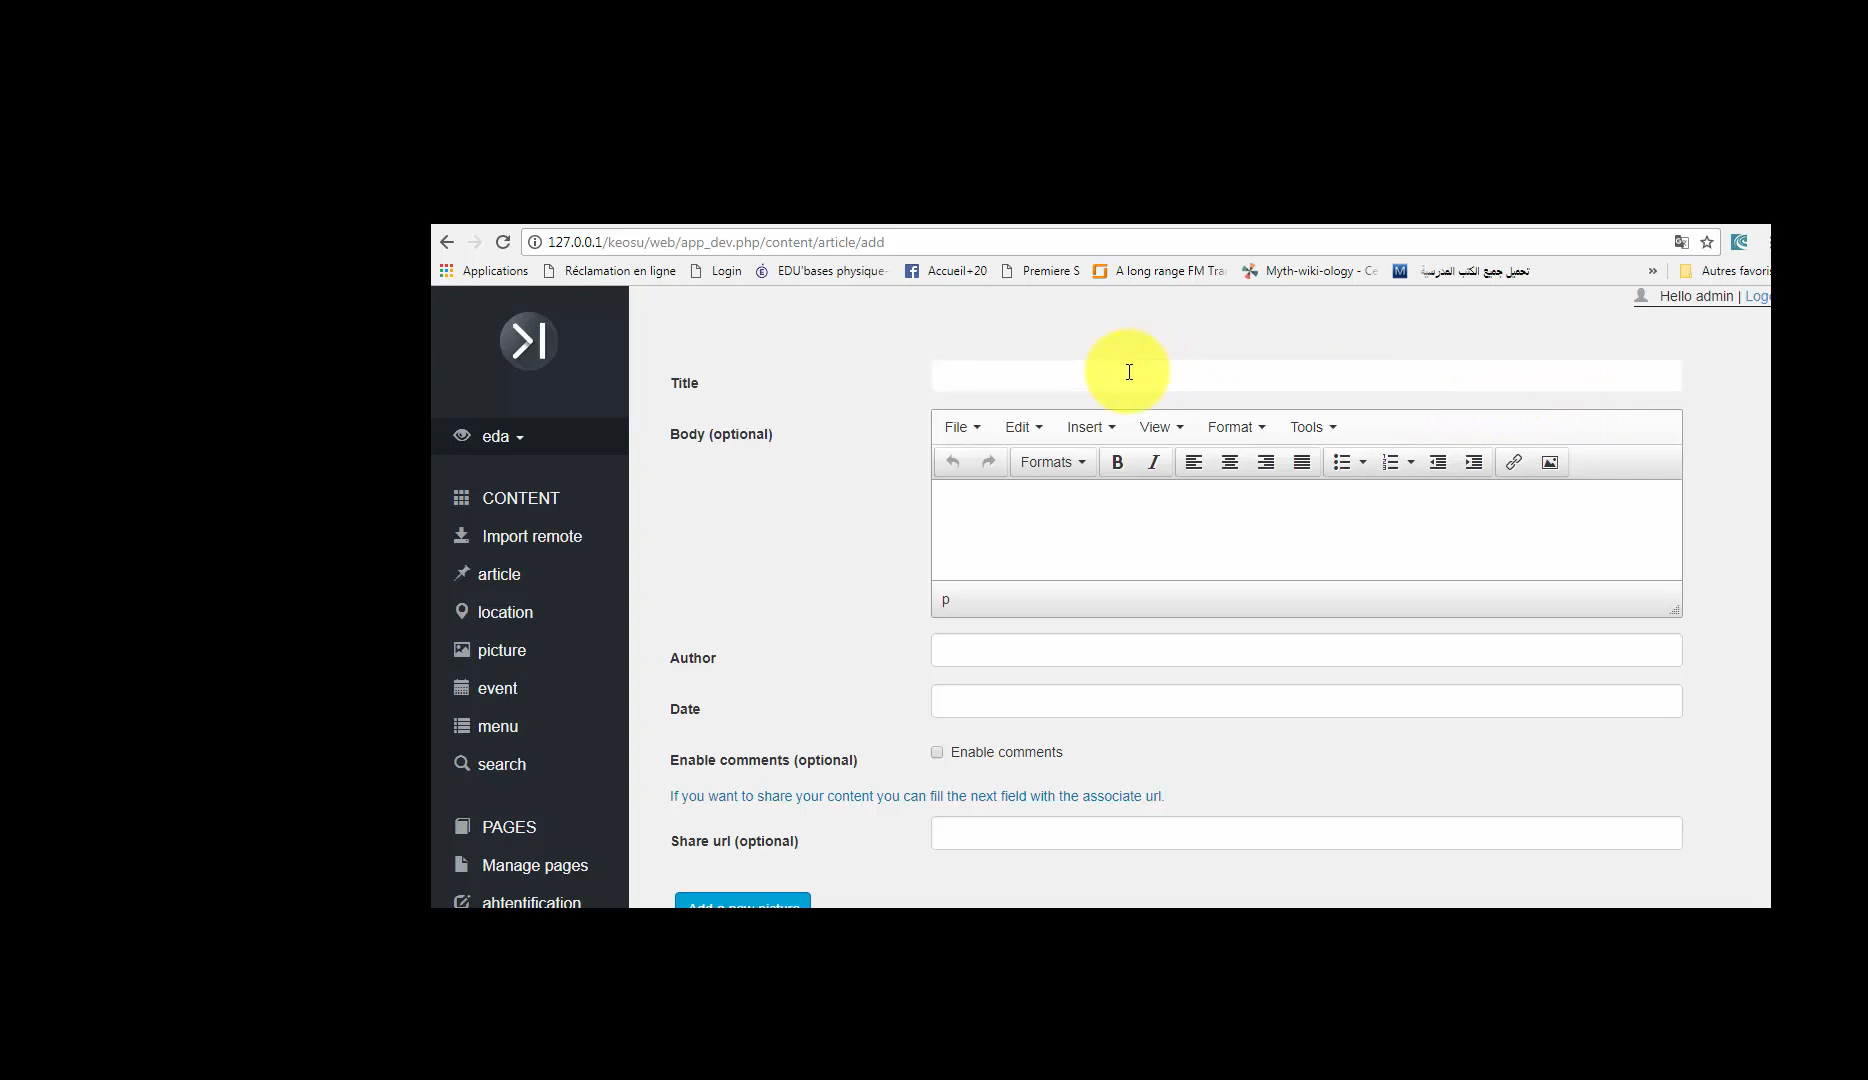 127.0.0.1/keosu/web/app_dev.php/content/article/add
Applications Réclamation en ligne Login EDU'bases physique- Accueil+20 Premiere S A long range FM Tra Myth-wiki-ology - Ce تحميل جميع الكتب المدرسية » Autres favoris
Hello admin | Logo
eda
CONTENT
Import remote
article
location
picture
event
menu
search
PAGES
Manage pages
ahtentification
Title
Body (optional)
File Edit Insert View Format Tools
Formats B I
p
Author
Date
Enable comments (optional) Enable comments
If you want to share your content you can fill the next field with the associate url.
Share url (optional)
Add a new picture